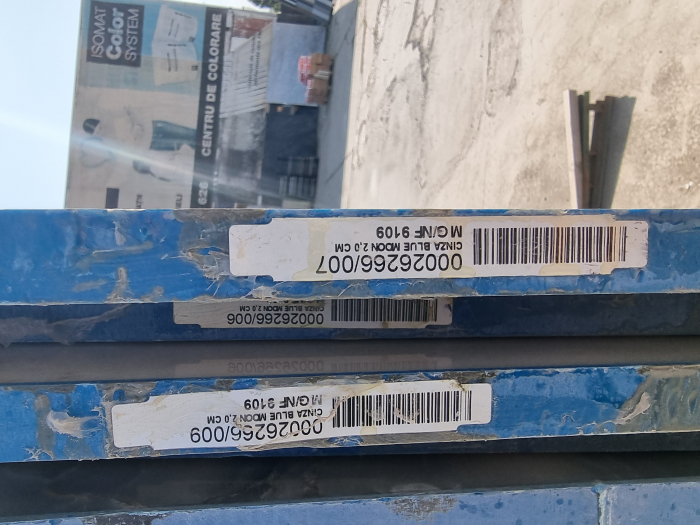 ISOMAT
Color
SYSTEM
CENTRU DE COLORARE
M/G/NF 9109
CINZA BLUE MOON 2,0 CM
00026266/007
00026266/006
M/G/NF 9109
CINZA BLUE MOON 2,0 CM
00026266/009